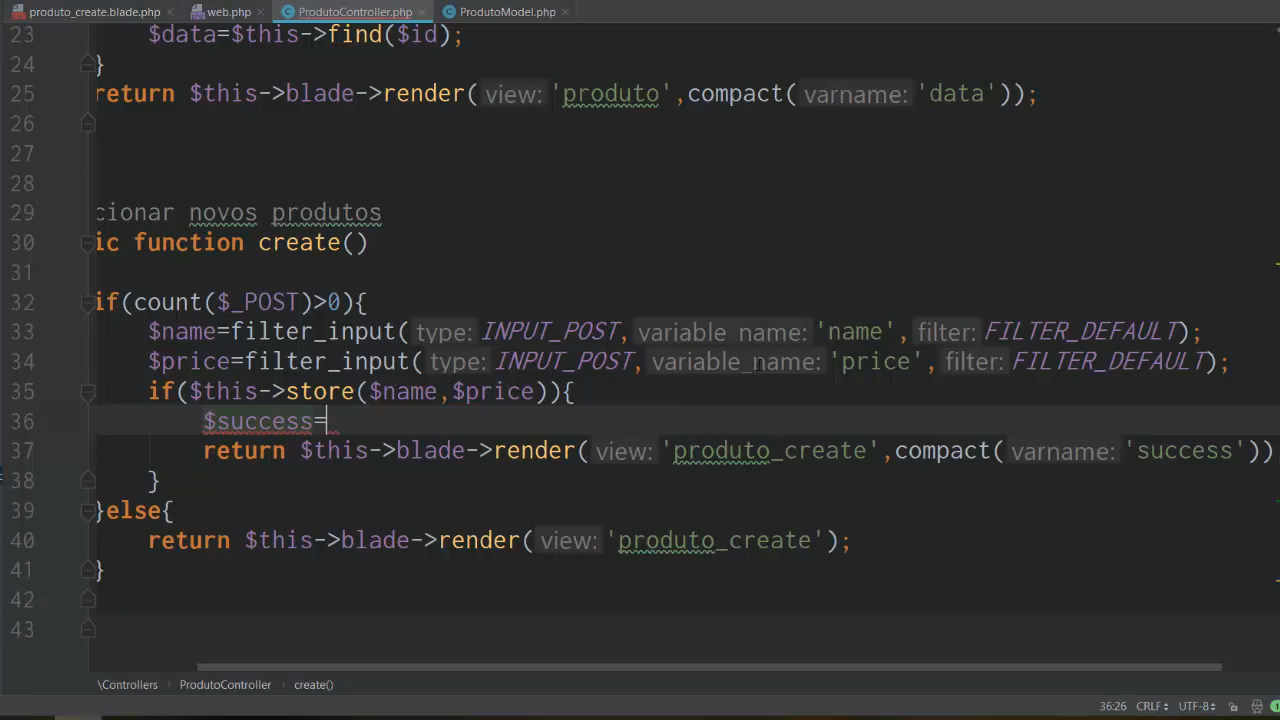 produto_create.blade.php × web.php × ProdutoController.php × ProdutoModel.php ×
23 $data=$this->find($id);
24 }
25 return $this->blade->render( view: 'produto',compact( varname: 'data'));
26
27
28
29 cionar novos produtos
30 ic function create()
31
32 if(count($_POST)>0){
33 $name=filter_input( type: INPUT_POST, variable_name: 'name', filter: FILTER_DEFAULT);
34 $price=filter_input( type: INPUT_POST, variable_name: 'price', filter: FILTER_DEFAULT);
35 if($this->store($name,$price)){
36 $success=
37 return $this->blade->render( view: 'produto_create',compact( varname: 'success'))
38 }
39 }else{
40 return $this->blade->render( view: 'produto_create');
41 }
42
43
\Controllers › ProdutoController › create()
36:26 CRLF UTF-8